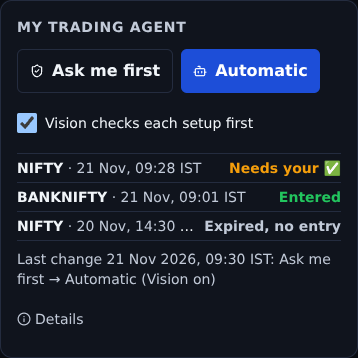 MY TRADING AGENT
Ask me first Automatic
Vision checks each setup first
NIFTY · 21 Nov, 09:28 IST Needs your ✅
BANKNIFTY · 21 Nov, 09:01 IST Entered
NIFTY · 20 Nov, 14:30 ... Expired, no entry
Last change 21 Nov 2026, 09:30 IST: Ask me
first → Automatic (Vision on)
Details